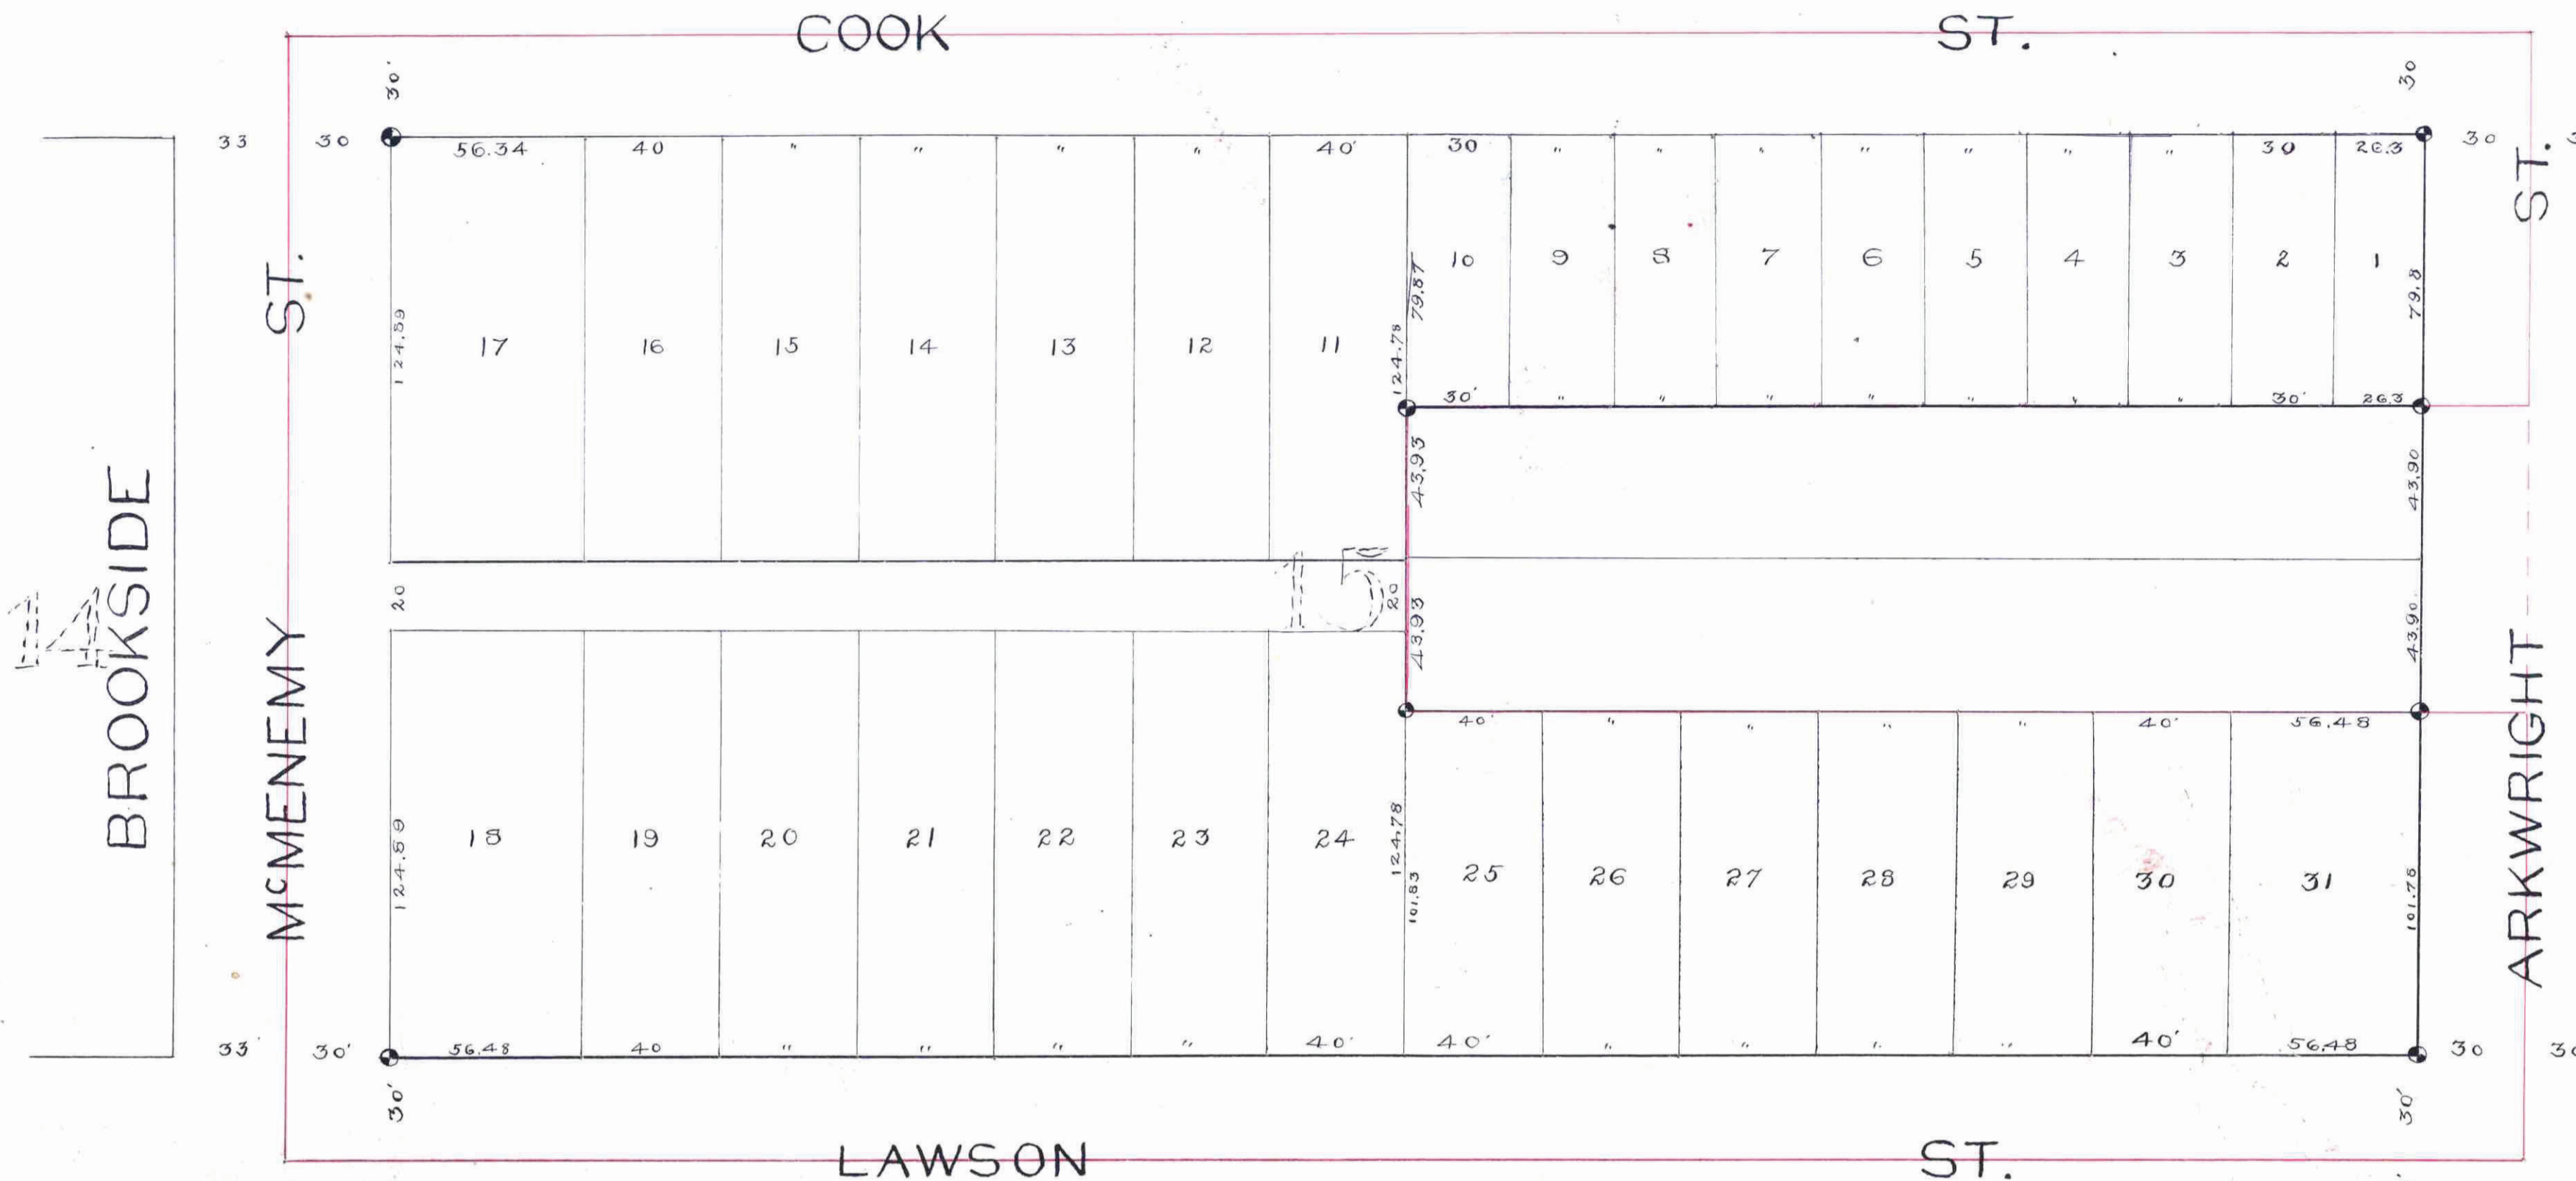 COOK ST.
30' 30
33 30 56.34 40 " " " " 40' 30 " " " " " " " 30 26.3 30
ST.
10 9 8 7 6 5 4 3 2 1
ST.
124.89 17 16 15 14 13 12 11 124.78 79.87 79.8
30' " " " " " " " 30' 26.3
43.93 43.90
14 BROOKSIDE
20 15 20
43.93 43.90
McMENEMY
ARKWRIGHT
40' " " " " 40' 56.48
124.89 18 19 20 21 22 23 24 124.78
101.83 25 26 27 28 29 30 31 101.78
33 30' 56.48 40 " " " " 40' 40' " " " " 40' 56.48 30 30
30' 30'
LAWSON ST.